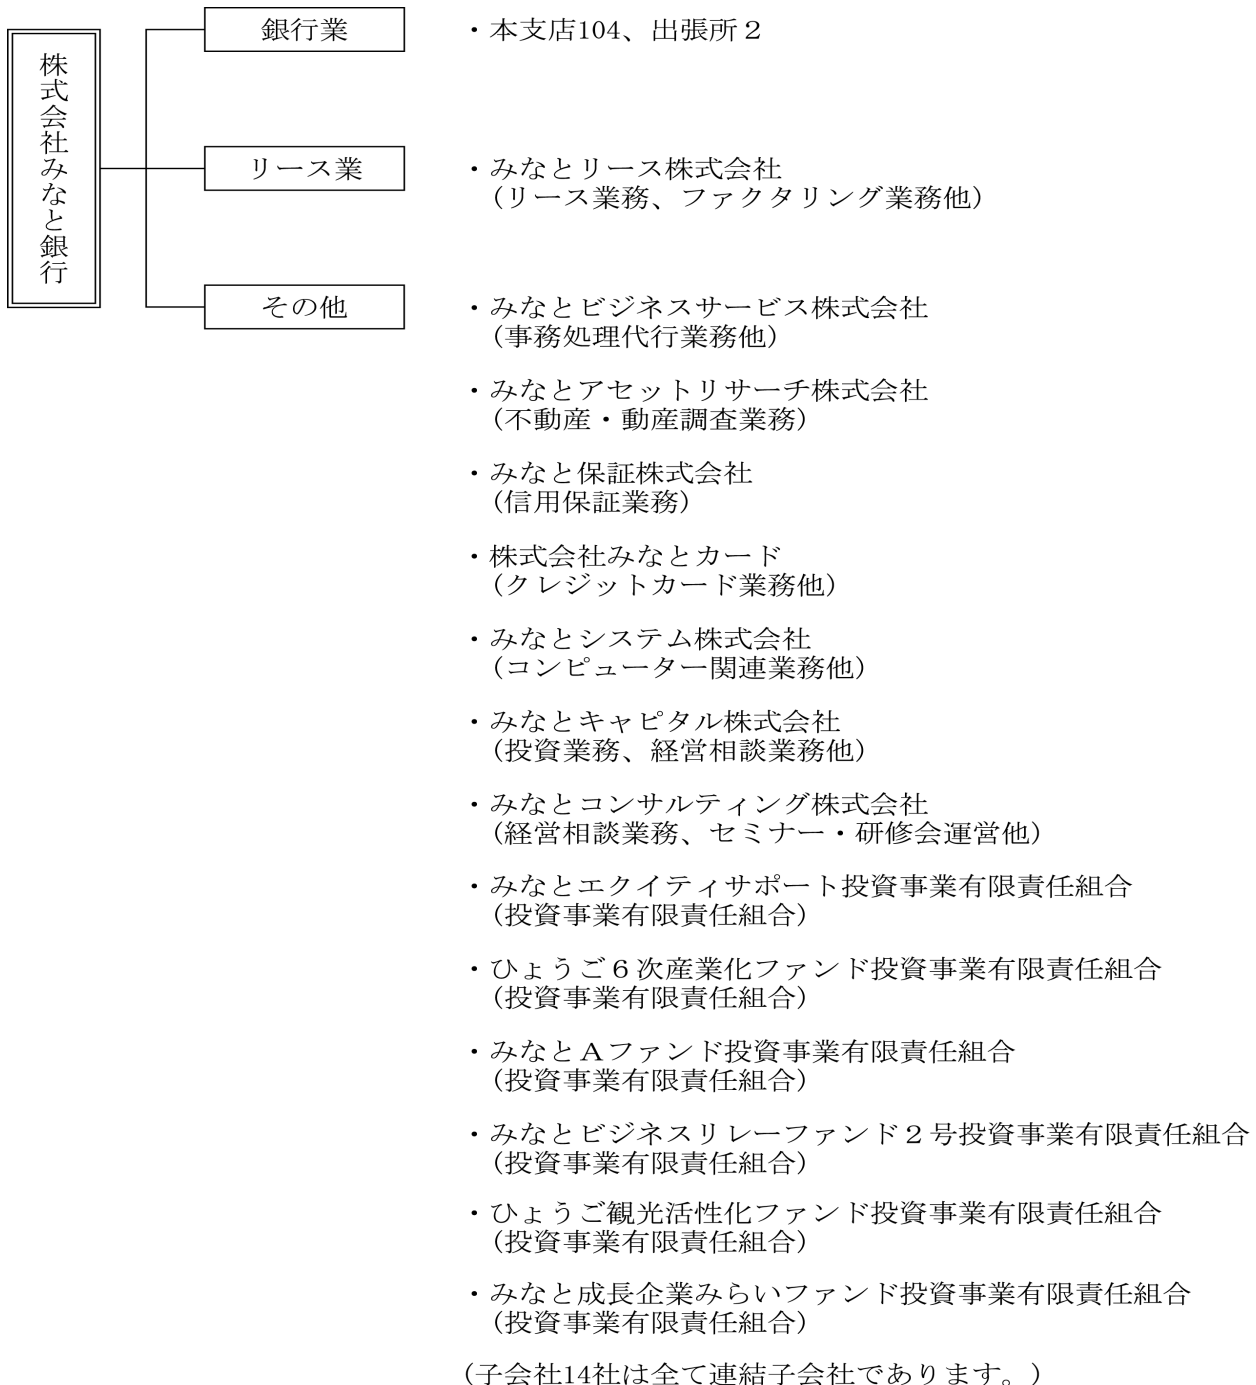 株式会社みなと銀行
銀行業
・本支店104、出張所２
リース業
・みなとリース株式会社
（リース業務、ファクタリング業務他）
その他
・みなとビジネスサービス株式会社
（事務処理代行業務他）
・みなとアセットリサーチ株式会社
（不動産・動産調査業務）
・みなと保証株式会社
（信用保証業務）
・株式会社みなとカード
（クレジットカード業務他）
・みなとシステム株式会社
（コンピューター関連業務他）
・みなとキャピタル株式会社
（投資業務、経営相談業務他）
・みなとコンサルティング株式会社
（経営相談業務、セミナー・研修会運営他）
・みなとエクイティサポート投資事業有限責任組合
（投資事業有限責任組合）
・ひょうご６次産業化ファンド投資事業有限責任組合
（投資事業有限責任組合）
・みなとＡファンド投資事業有限責任組合
（投資事業有限責任組合）
・みなとビジネスリレーファンド２号投資事業有限責任組合
（投資事業有限責任組合）
・ひょうご観光活性化ファンド投資事業有限責任組合
（投資事業有限責任組合）
・みなと成長企業みらいファンド投資事業有限責任組合
（投資事業有限責任組合）
（子会社14社は全て連結子会社であります。）